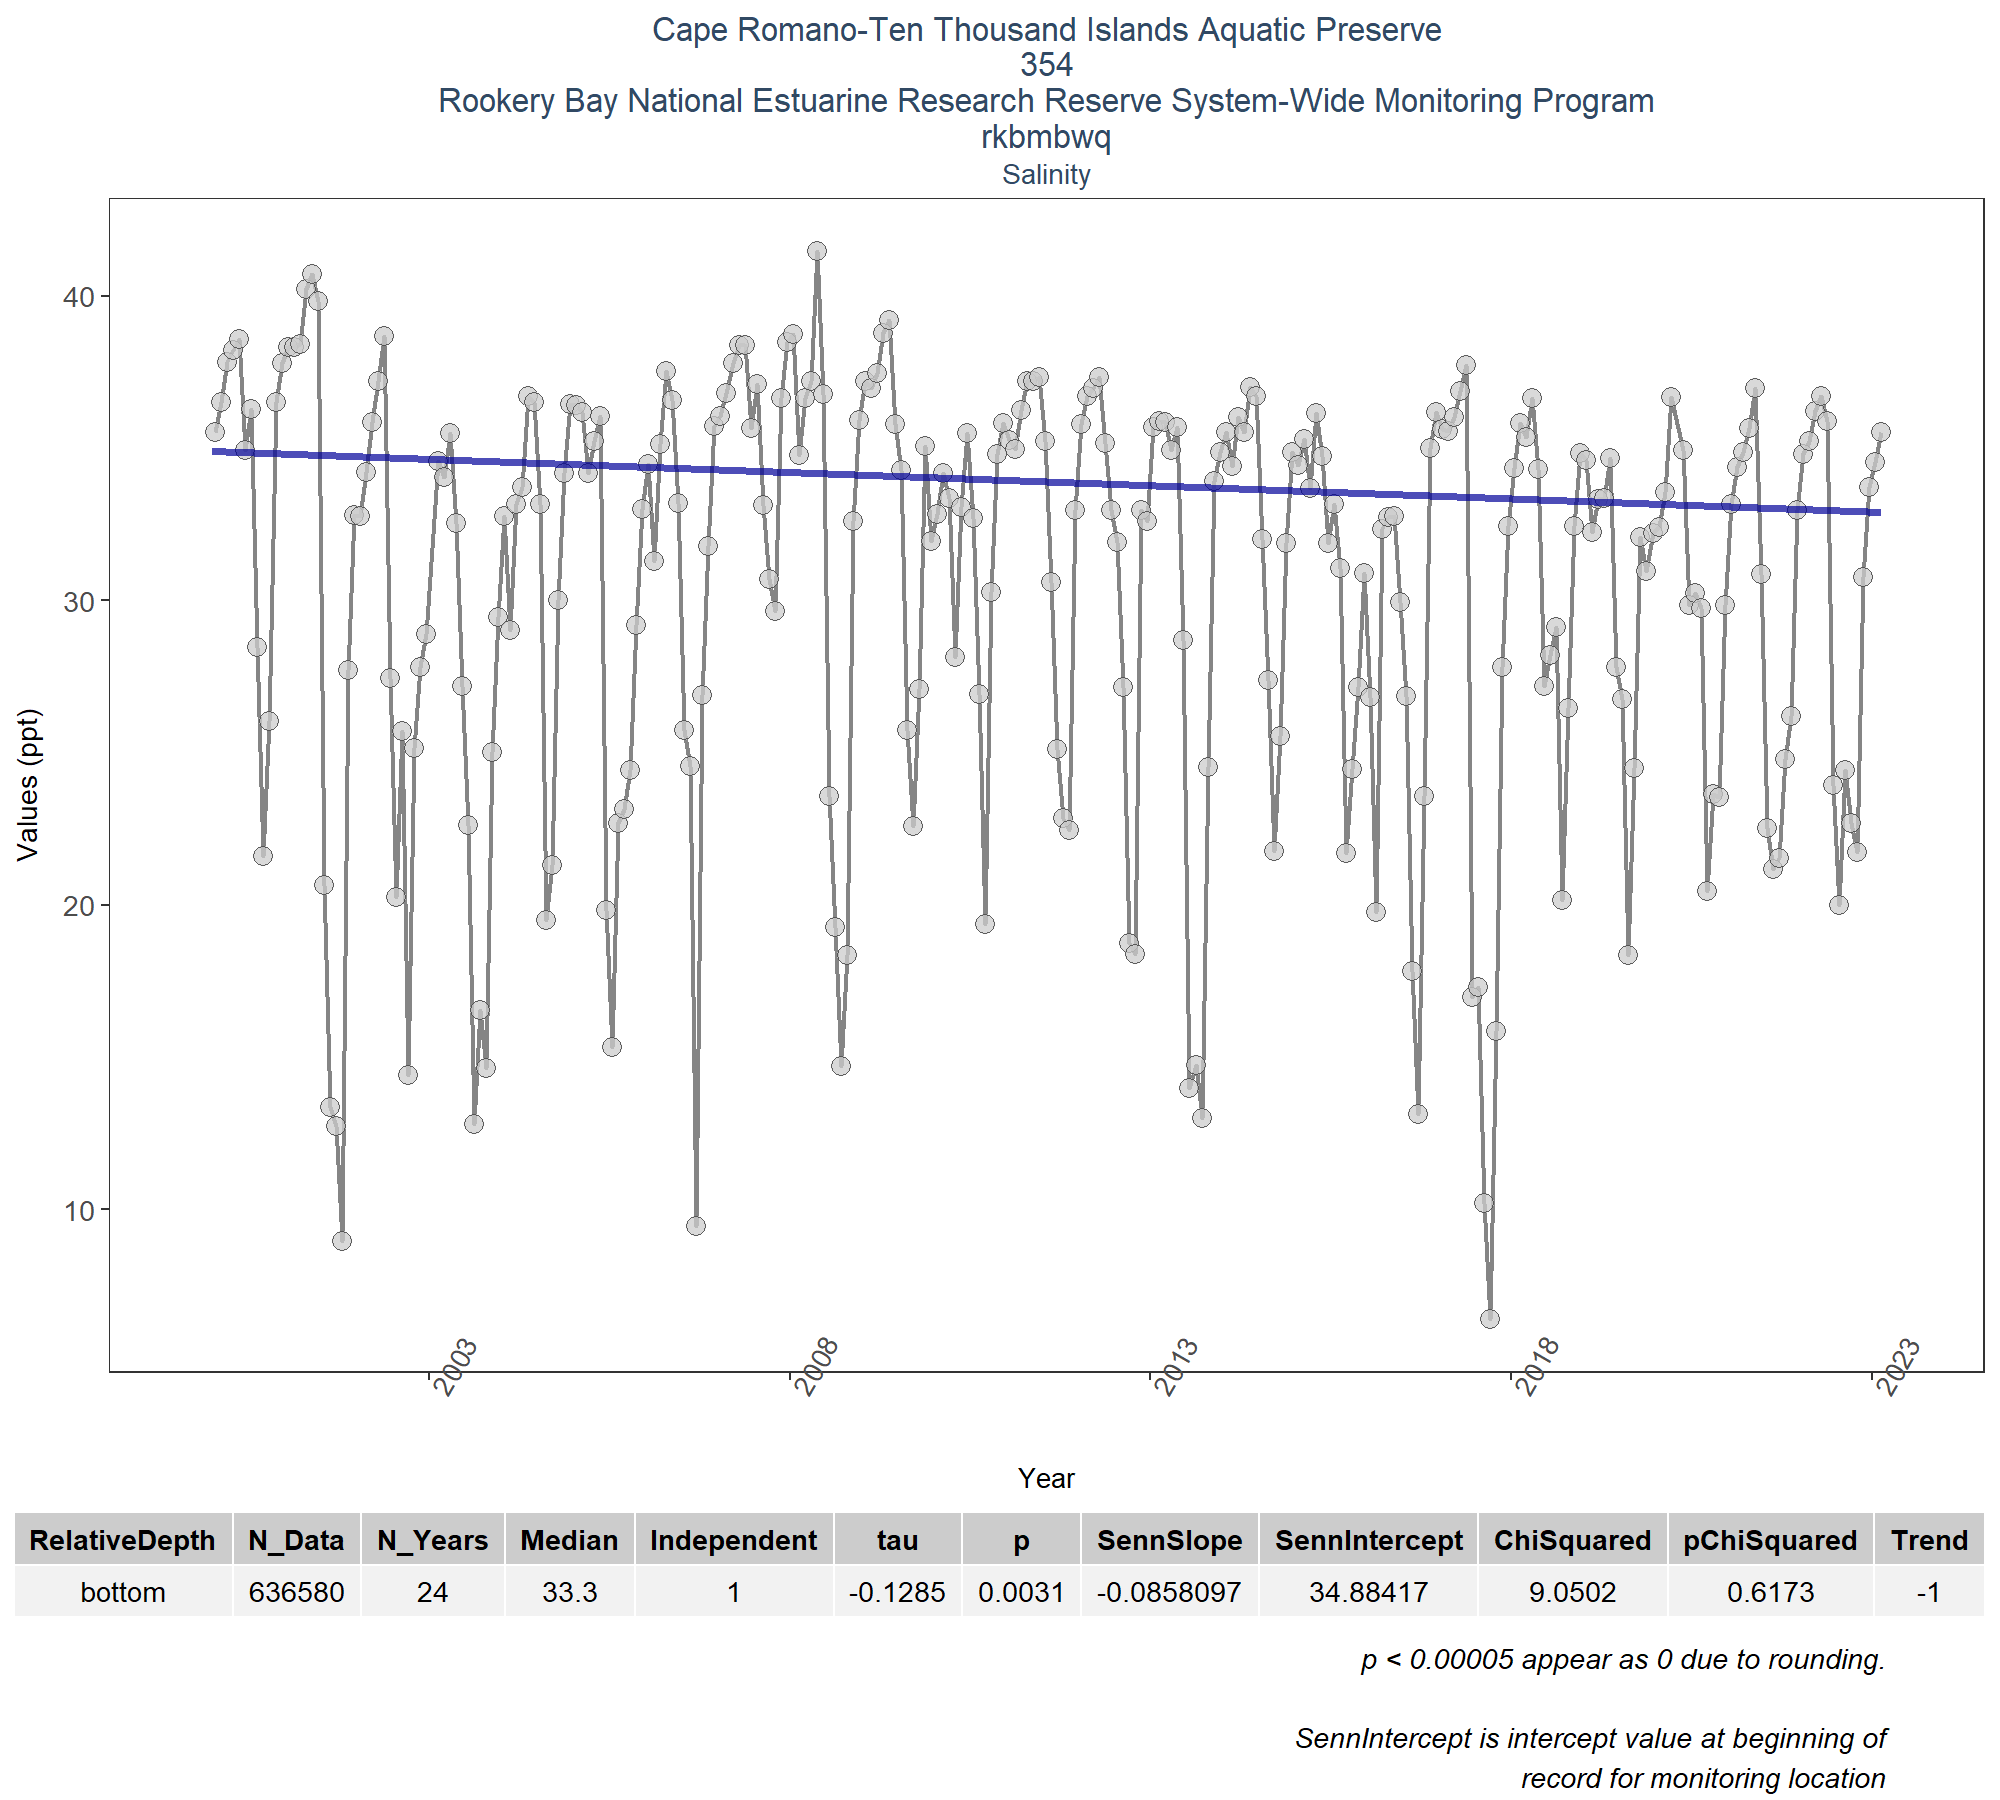 Cape Romano-Ten Thousand Islands Aquatic Preserve
354
Rookery Bay National Estuarine Research Reserve System-Wide Monitoring Program
rkbmbwq
Salinity
40
30
20
10
Values (ppt)
2003 2008 2013 2018 2023
Year
RelativeDepth N_Data N_Years Median Independent tau p SennSlope SennIntercept ChiSquared pChiSquared Trend
bottom 636580 24 33.3 1 -0.1285 0.0031 -0.0858097 34.88417 9.0502 0.6173 -1
p < 0.00005 appear as 0 due to rounding.
SennIntercept is intercept value at beginning of
record for monitoring location